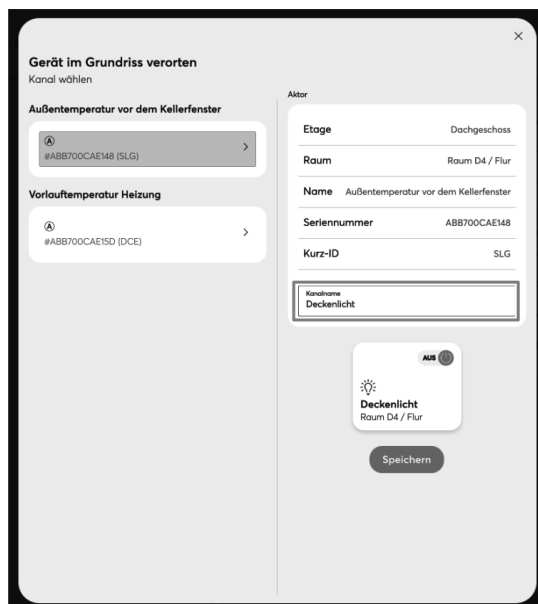 Gerät im Grundriss verorten
Kanal wählen
Außentemperatur vor dem Kellerfenster
A
#ABB700CAE148 (SLG)
Vorlauftemperatur Heizung
A
#ABB700CAE15D (DCE)
Aktor
Etage Dachgeschoss
Raum Raum D4 / Flur
Name Außentemperatur vor dem Kellerfenster
Seriennummer ABB700CAE148
Kurz-ID SLG
Kanalname
Deckenlicht
AUS
Deckenlicht
Raum D4 / Flur
Speichern